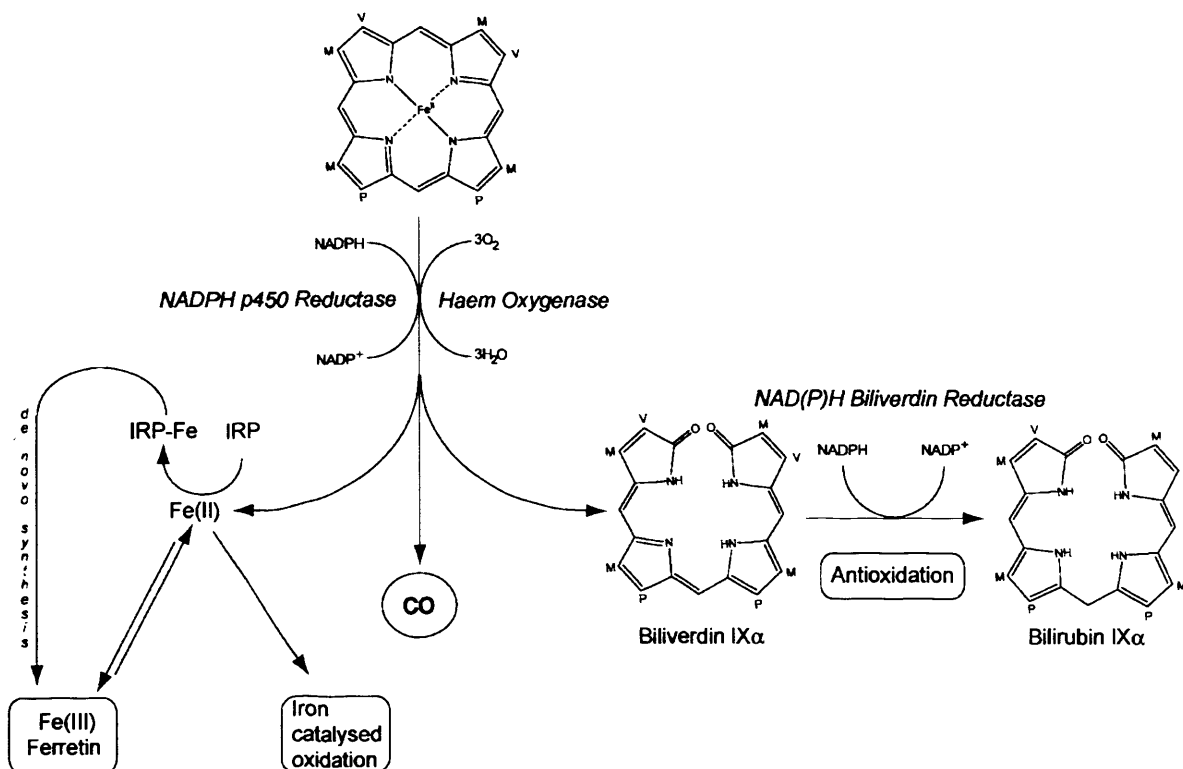 V
M
M
V
N
N
Fe
N
N
M
M
P
P
NADPH
3O₂
NADPH p450 Reductase
Haem Oxygenase
NADP⁺
3H₂O
de novo synthesis
IRP-Fe
IRP
Fe(II)
CO
Fe(III)
Ferretin
Iron
catalysed
oxidation
V
O
O
M
M
V
NH
HN
N
HN
M
M
P
P
Biliverdin IXα
NAD(P)H Biliverdin Reductase
NADPH
NADP⁺
Antioxidation
V
O
O
M
M
V
NH
HN
NH
HN
M
M
P
P
Bilirubin IXα